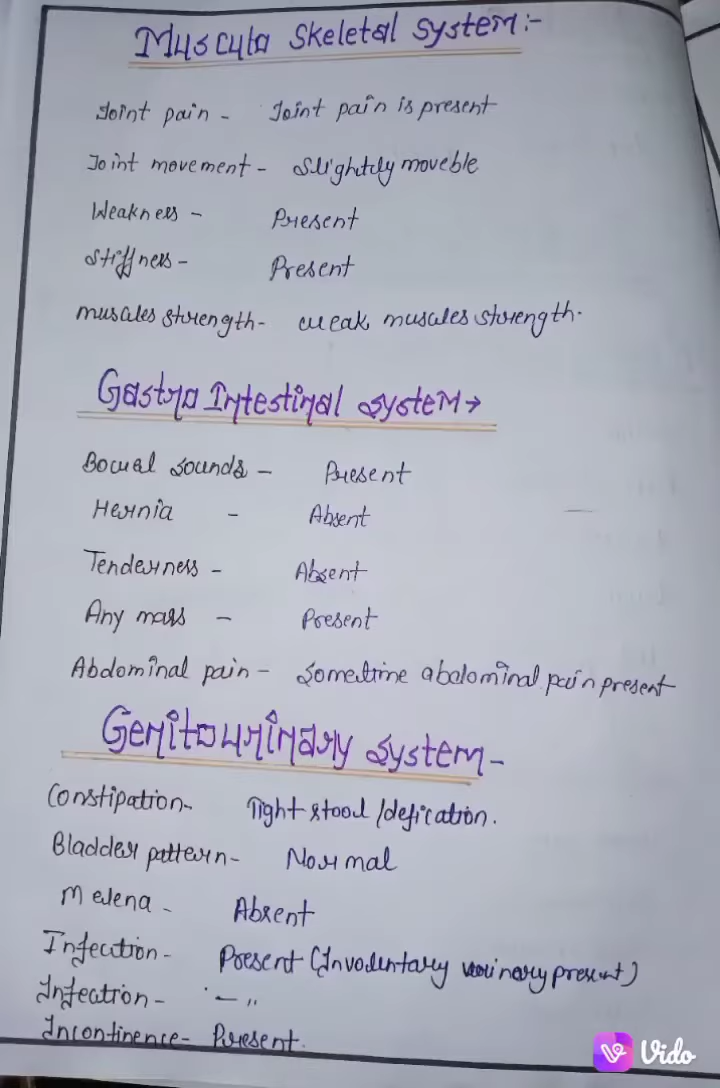 Musculo Skeletal System:-
Joint pain - Joint pain is present
Joint movement - Slightly moveble
Weakness - Present
Stiffness - Present
muscles strength- weak muscles strength.
Gastro Intestinal System→
Bowal sounds - Present
Hernia - Absent
Tenderness - Absent
Any mass - Present
Abdominal pain - Sometime abdominal pain present
Genitourinary System-
Constipation- Tight stool /defication.
Bladder pattern- Normal
Melena - Absent
Infection- Present (Involuntary present)
Infection - - "
Incontinence- Present.
Vido